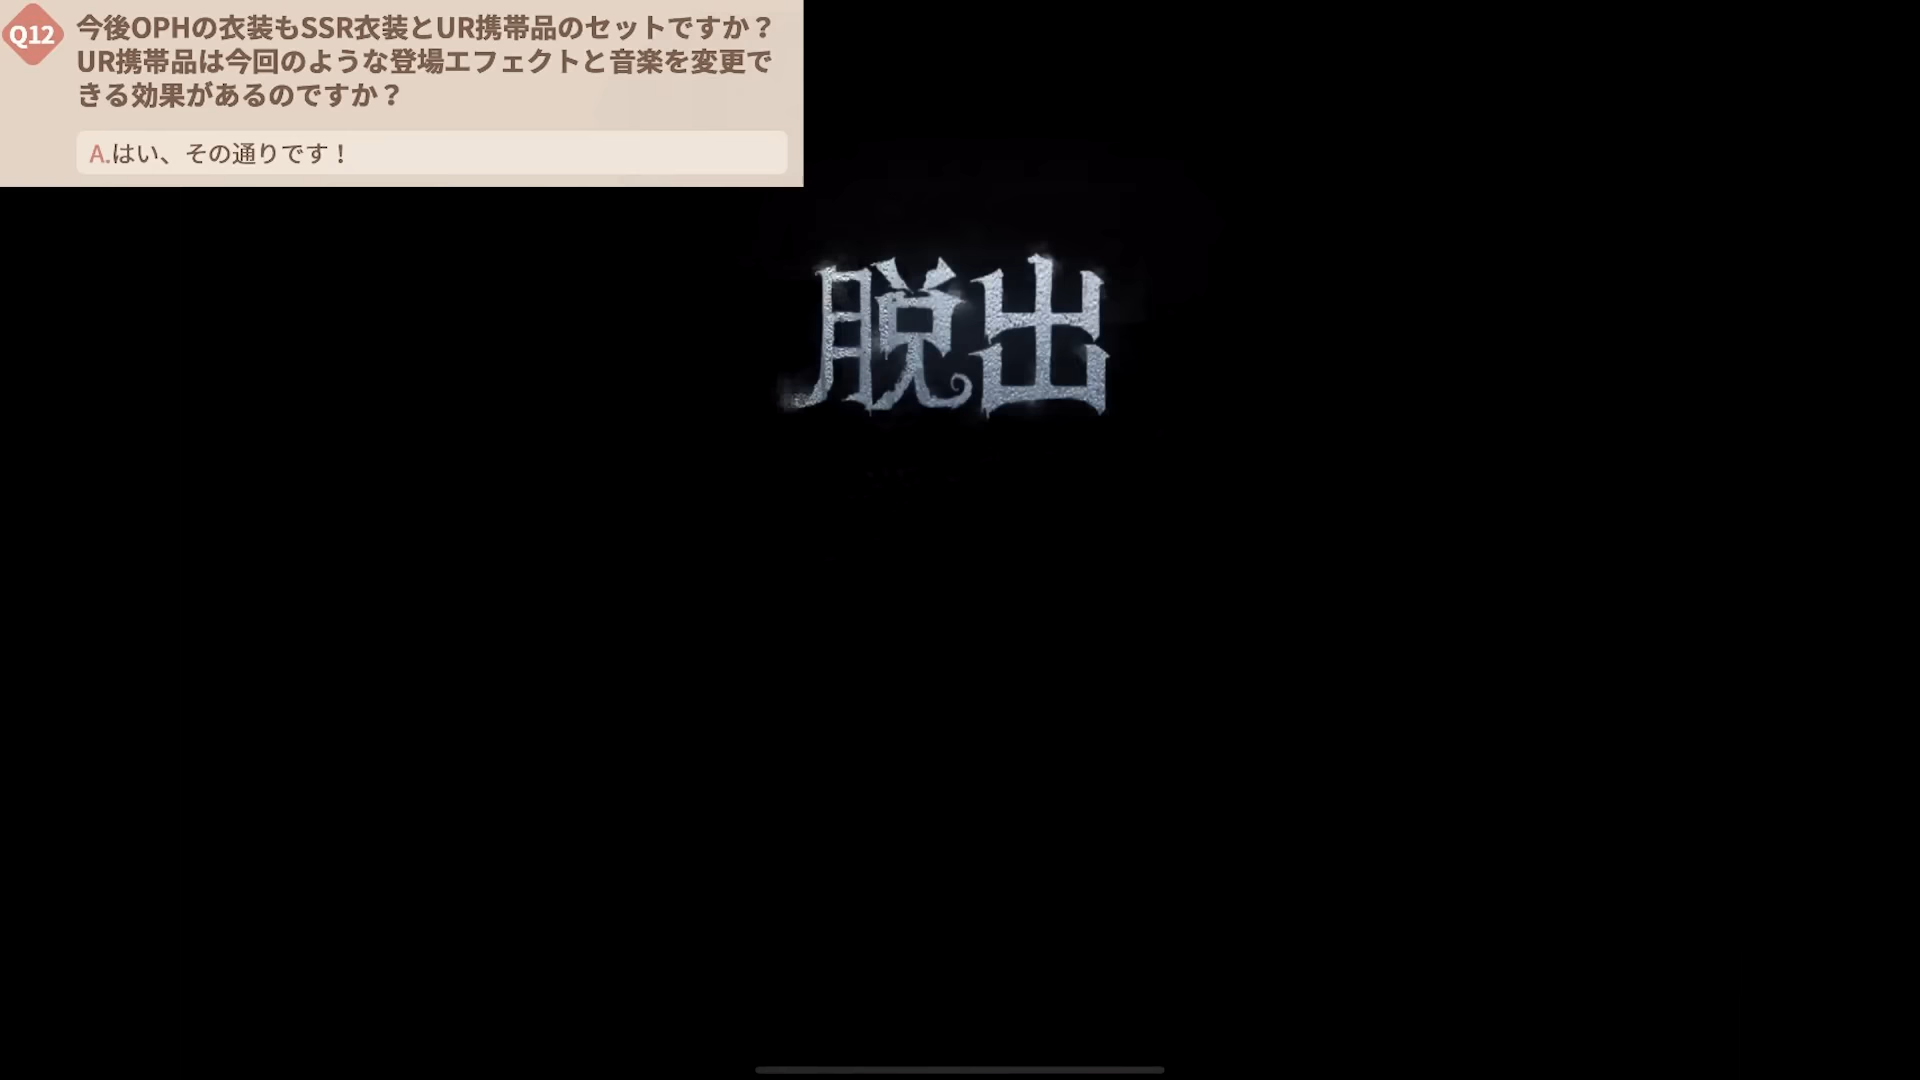 Q12
今後OPHの衣装もSSR衣装とUR携帯品のセットですか？
UR携帯品は今回のような登場エフェクトと音楽を変更で
きる効果があるのですか？
A.はい、その通りです！
脱出